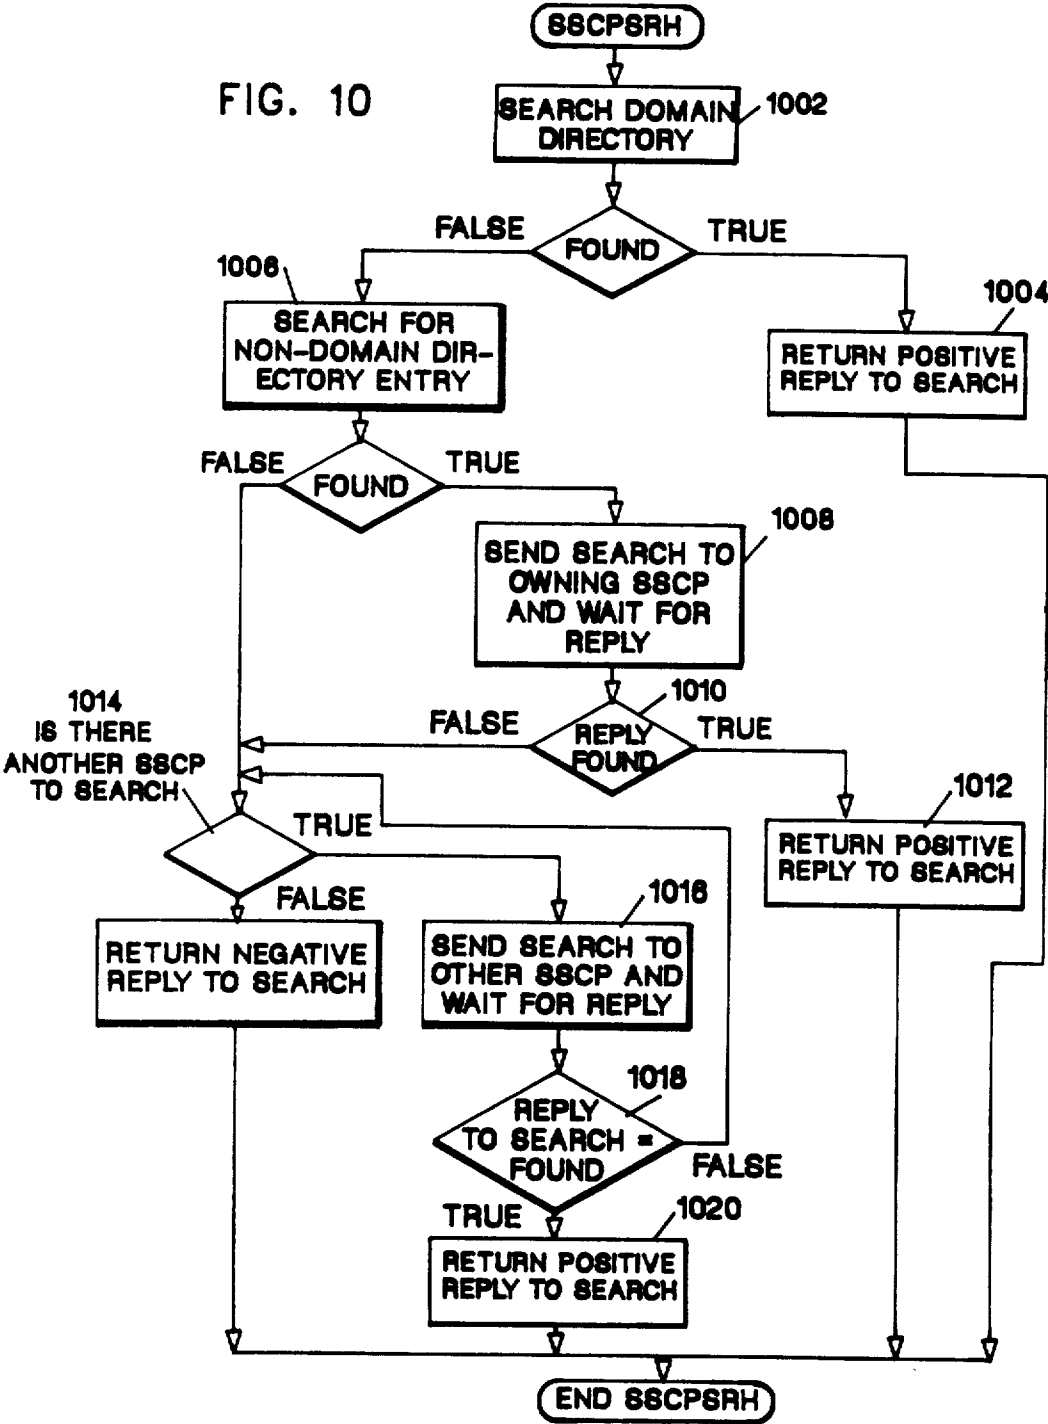 SSCPSRH
FIG. 10
SEARCH DOMAIN
DIRECTORY
1002
FALSE
FOUND
TRUE
1006
SEARCH FOR
NON-DOMAIN DIR-
ECTORY ENTRY
1004
RETURN POSITIVE
REPLY TO SEARCH
FALSE
FOUND
TRUE
1008
SEND SEARCH TO
OWNING SSCP
AND WAIT FOR
REPLY
1010
FALSE
REPLY
FOUND
TRUE
1014
IS THERE
ANOTHER SSCP
TO SEARCH
TRUE
FALSE
1012
RETURN POSITIVE
REPLY TO SEARCH
RETURN NEGATIVE
REPLY TO SEARCH
1016
SEND SEARCH TO
OTHER SSCP AND
WAIT FOR REPLY
1018
REPLY
TO SEARCH =
FOUND
FALSE
TRUE
1020
RETURN POSITIVE
REPLY TO SEARCH
END SSCPSRH